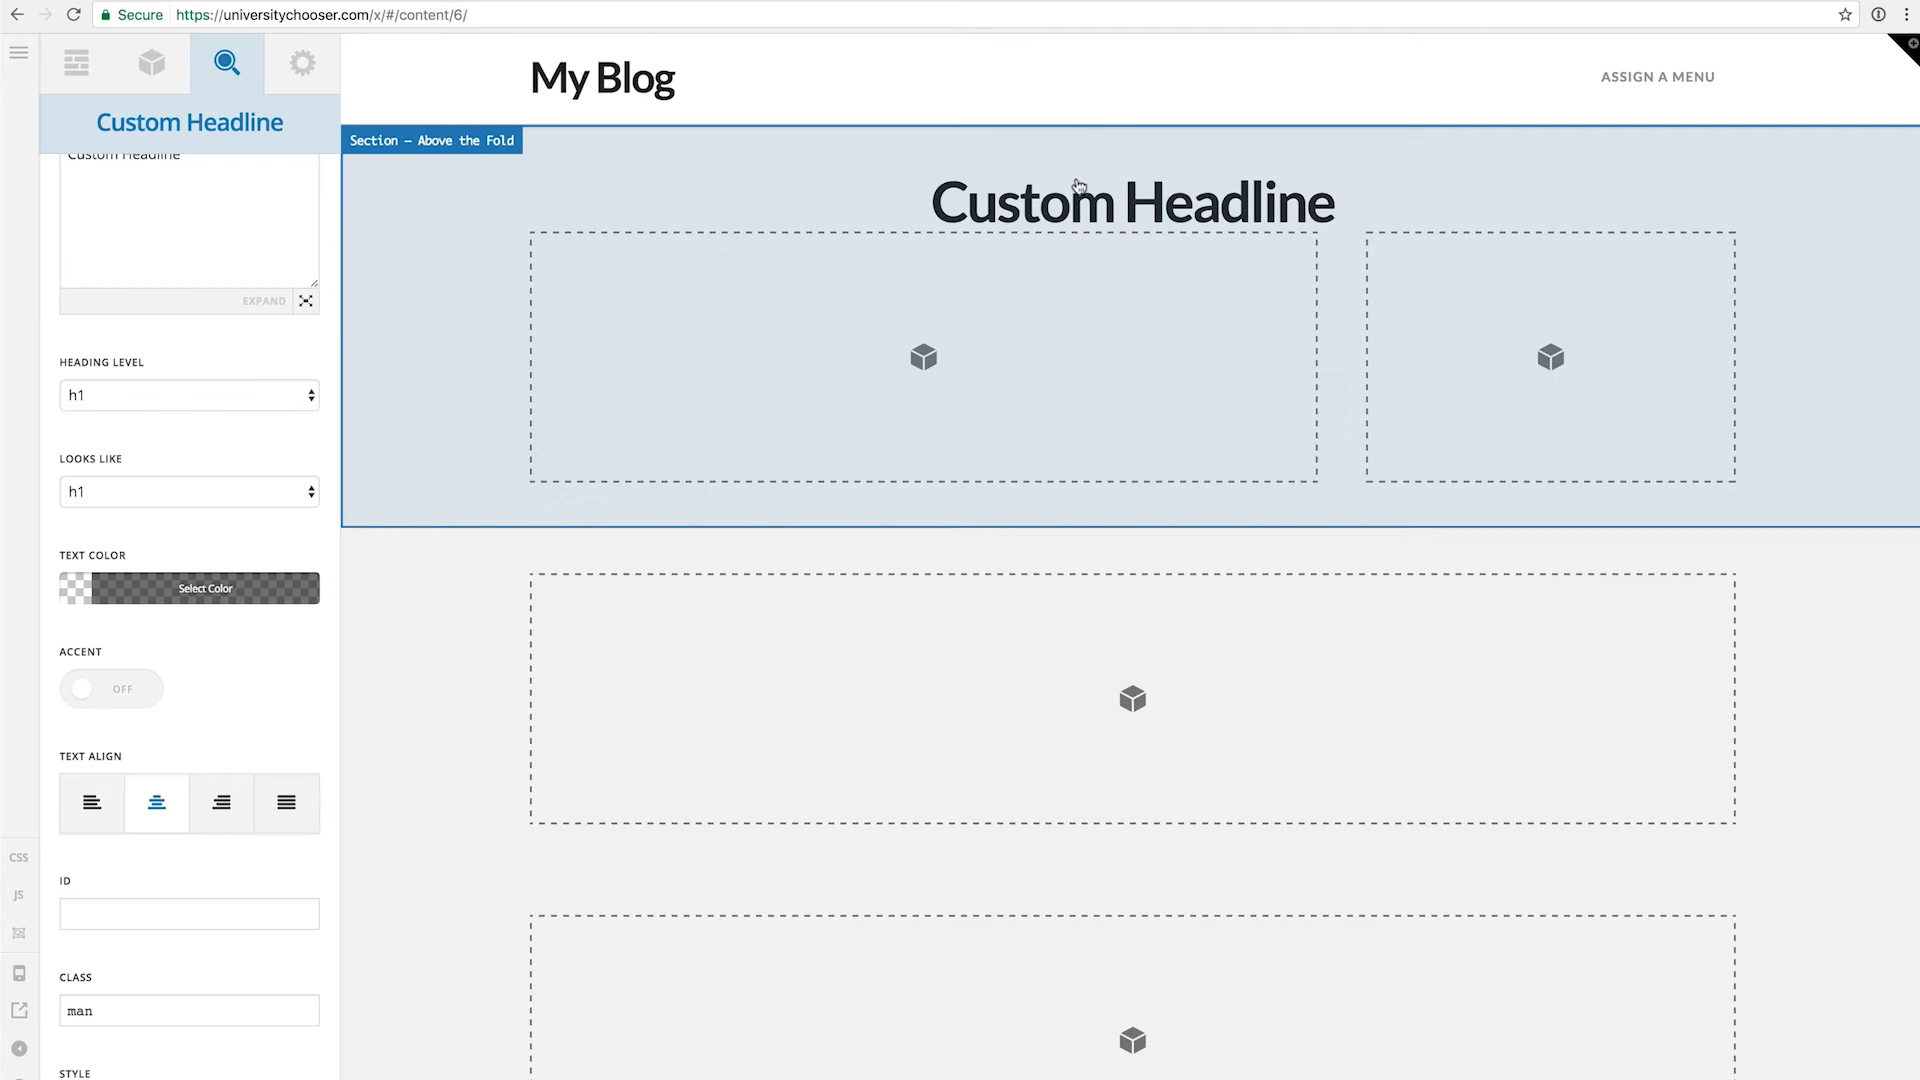 Secure
https://universitychooser.com/x/#/content/6/
My Blog
ASSIGN A MENU
Custom Headline
Section — Above the Fold
Custom Headline
Custom Headline
EXPAND
HEADING LEVEL
h1
LOOKS LIKE
h1
TEXT COLOR
Select Color
ACCENT
OFF
TEXT ALIGN
CSS
ID
JS
CLASS
man
STYLE